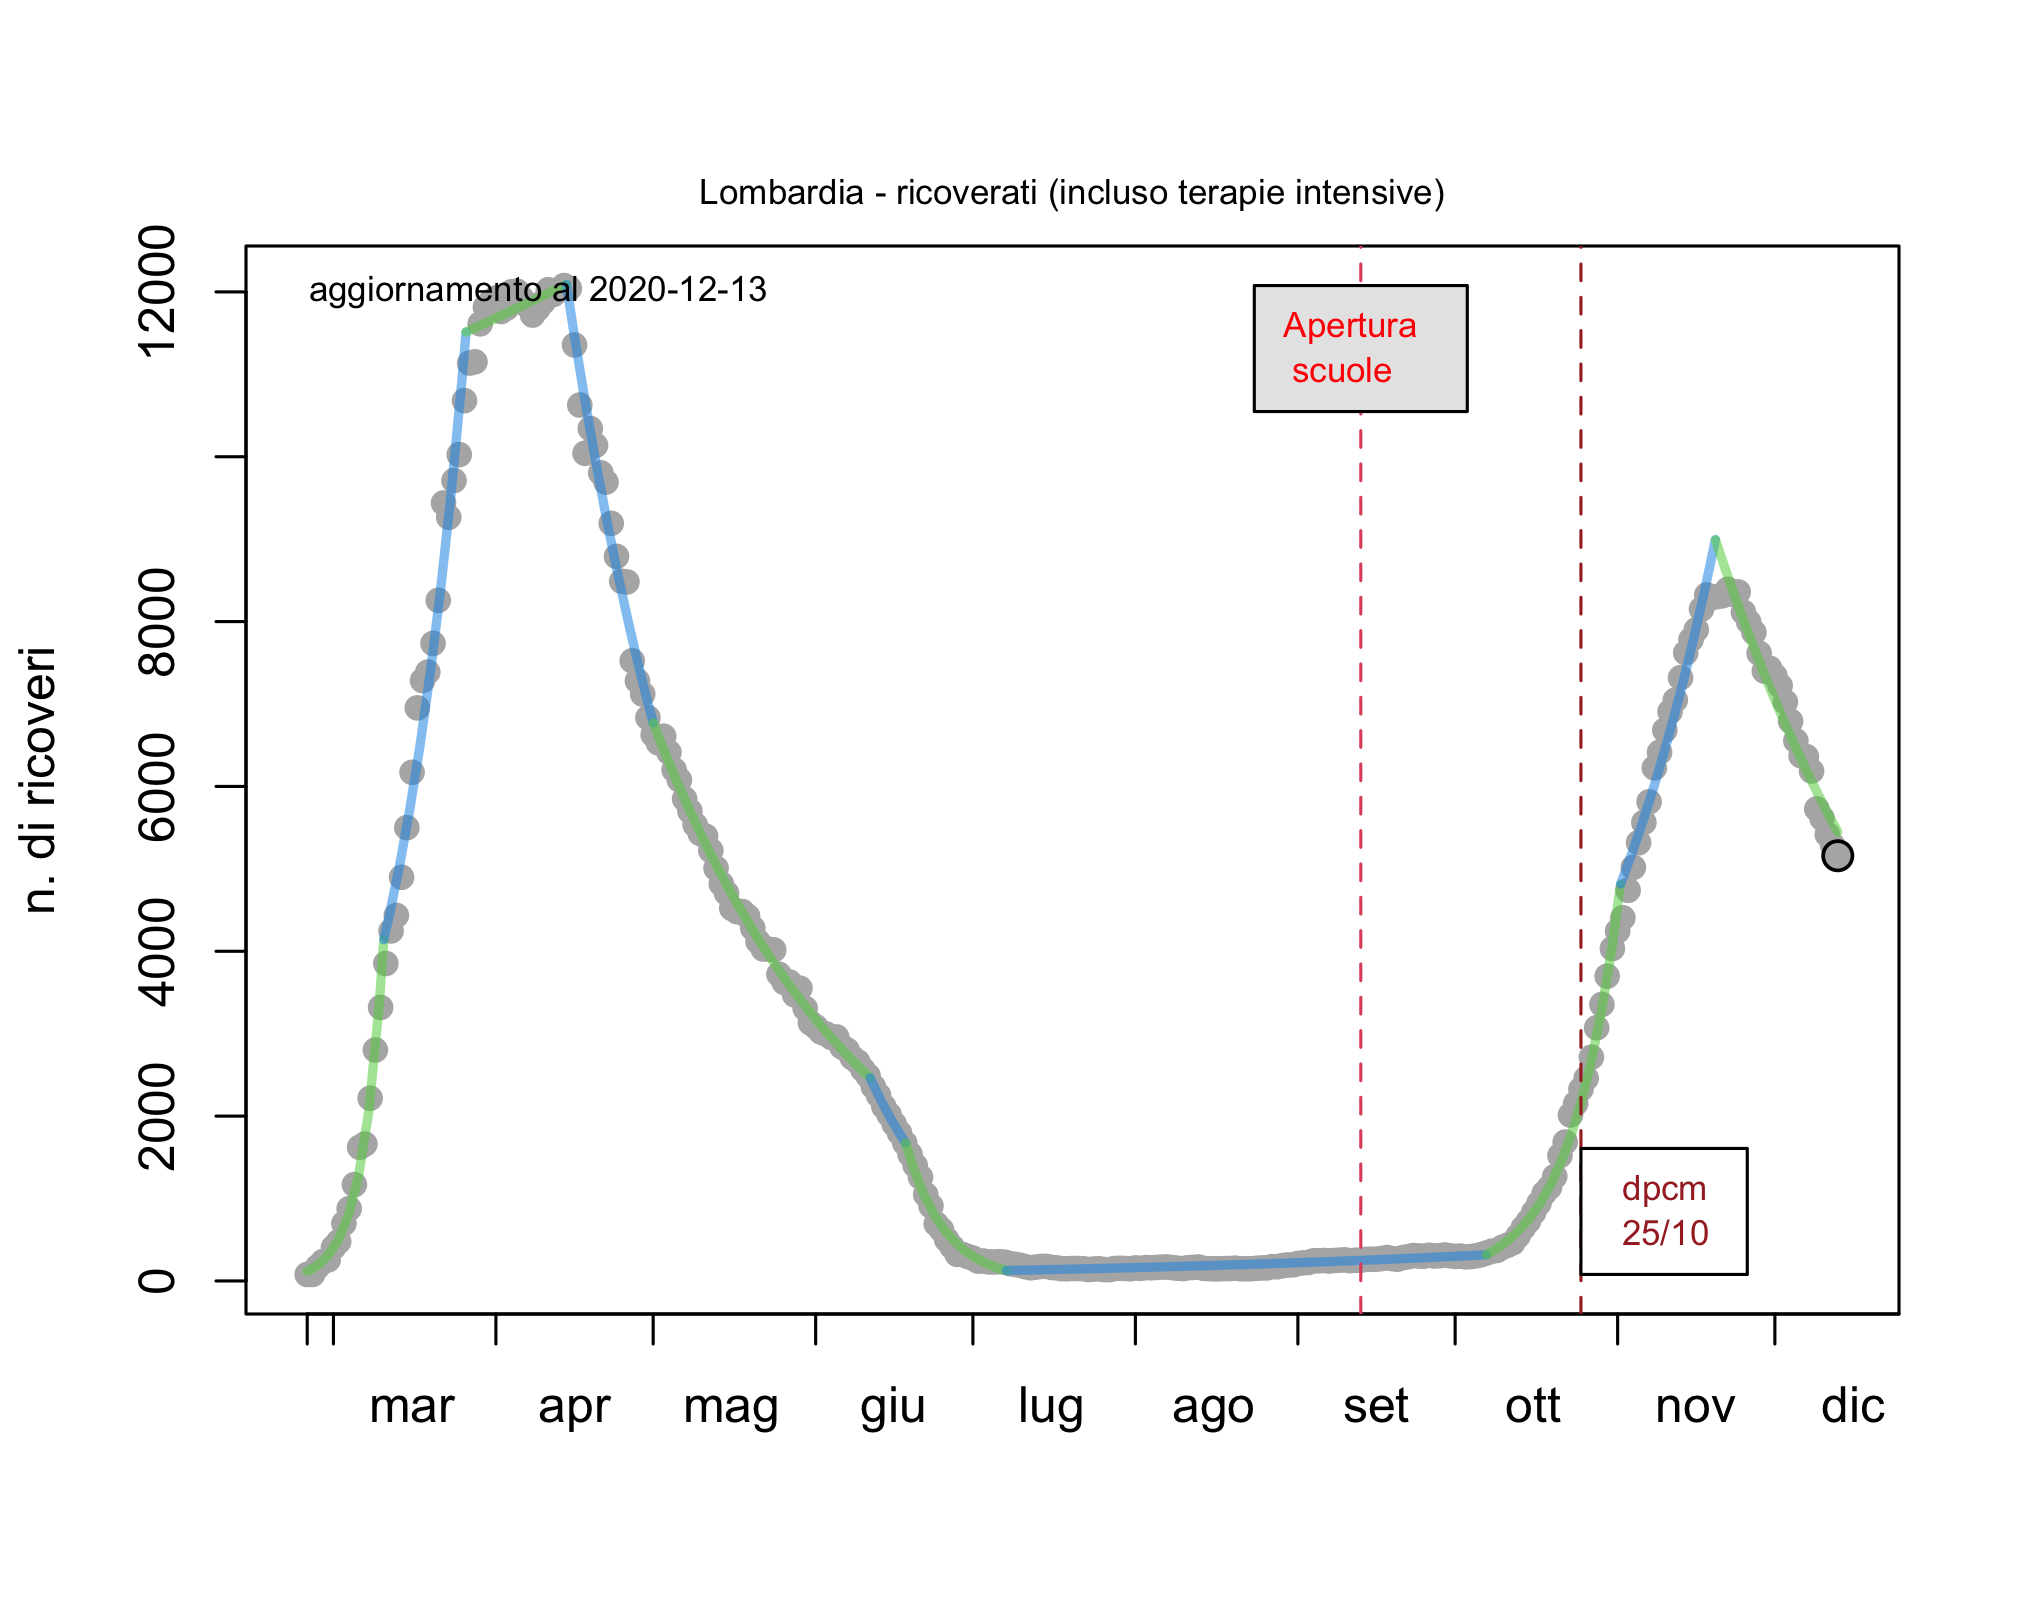 Lombardia - ricoverati (incluso terapie intensive)
aggiornamento al 2020-12-13
12000
8000
6000
4000
2000
0
n. di ricoveri
Apertura
scuole
dpcm
25/10
mar apr mag giu lug ago set ott nov dic